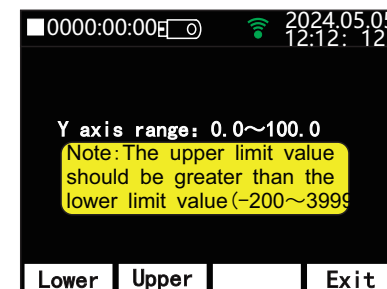 0000:00:00 2024.05.05
12:12: 12
Y axis range: 0.0~100.0
Note:The upper limit value
should be greater than the
lower limit value(-200~3999
Lower Upper Exit